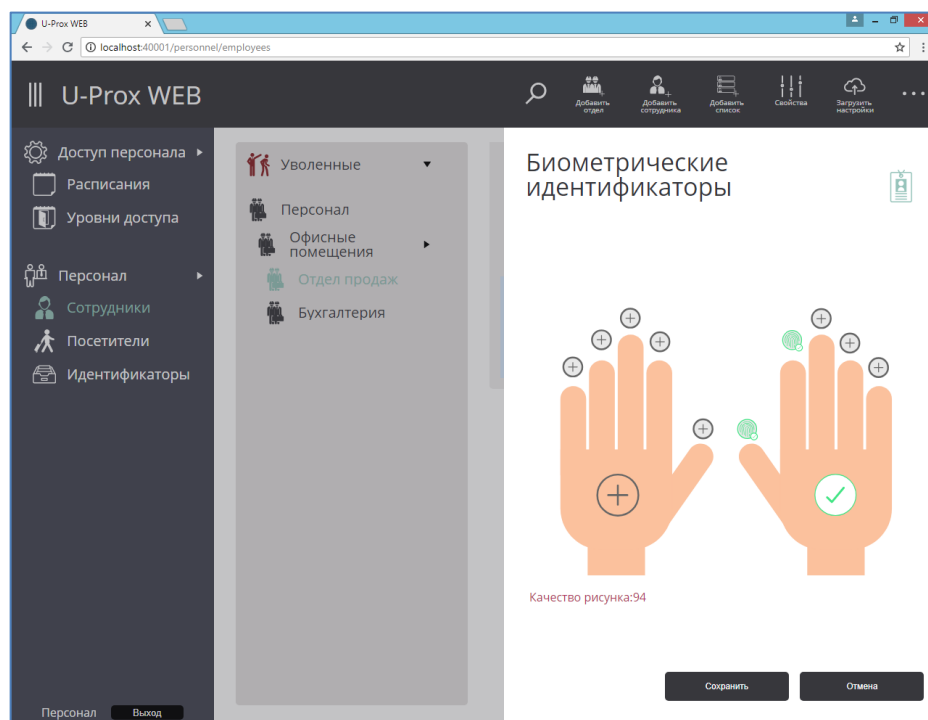 U-Prox WEB
localhost:40001/personnel/employees
U-Prox WEB
Добавить отдел
Добавить сотрудника
Добавить список
Свойства
Загрузить настройки
Доступ персонала
Расписания
Уровни доступа
Персонал
Сотрудники
Посетители
Идентификаторы
Уволенные
Персонал
Офисные
помещения
Отдел продаж
Бухгалтерия
Биометрические
идентификаторы
Качество рисунка:94
Сохранить
Отмена
Персонал
Выход